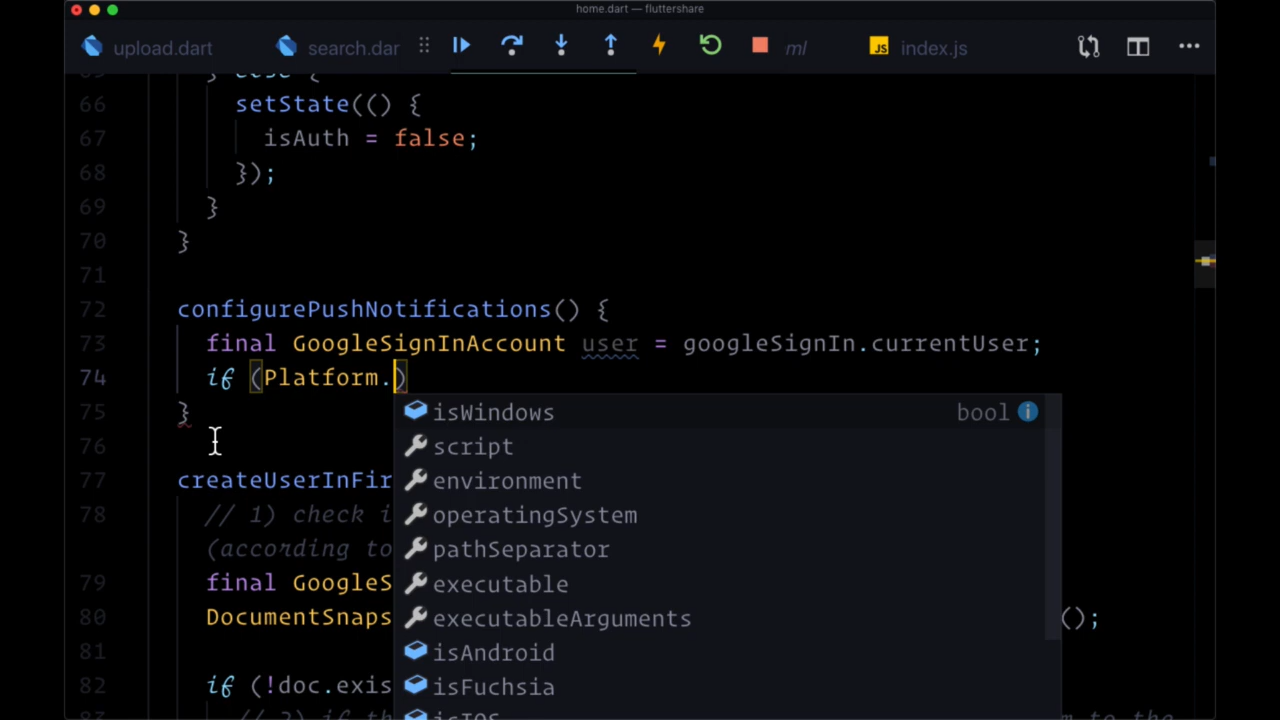 home.dart — fluttershare
upload.dart search.dar ml index.js
66 setState(() {
67 isAuth = false;
68 });
69 }
70 }
71
72 configurePushNotifications() {
73 final GoogleSignInAccount user = googleSignIn.currentUser;
74 if (Platform.)
75 }
isWindows bool
76
script
77 createUserInFir
environment
78 // 1) check i
operatingSystem
(according to
pathSeparator
79 final GoogleS
executable
80 DocumentSnaps
executableArguments
();
81
isAndroid
82 if (!doc.exis
isFuchsia